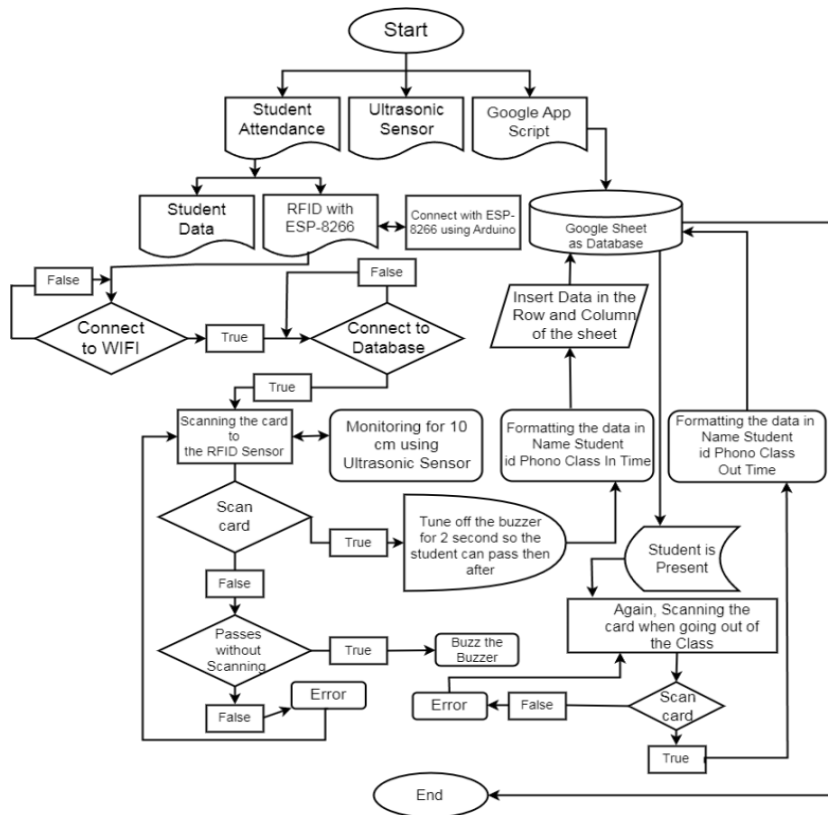 Start
Student
Attendance
Ultrasonic
Sensor
Google App
Script
Student
Data
RFID with
ESP-8266
Connect with ESP-
8266 using Arduino
Google Sheet
as Database
False
False
Insert Data in the
Row and Column
of the sheet
Connect
to WIFI
True
Connect to
Database
True
Scanning the card
to
the RFID Sensor
Monitoring for 10
cm using
Ultrasonic Sensor
Formatting the data in
Name Student
id Phono Class In Time
Formatting the data in
Name Student
id Phono Class
Out Time
Scan
card
True
Tune off the buzzer
for 2 second so the
student can pass then
after
Student is
Present
False
Again, Scanning the
card when going out of
the Class
Passes
without
Scanning
True
Buzz the
Buzzer
False
Error
Error
False
Scan
card
True
End